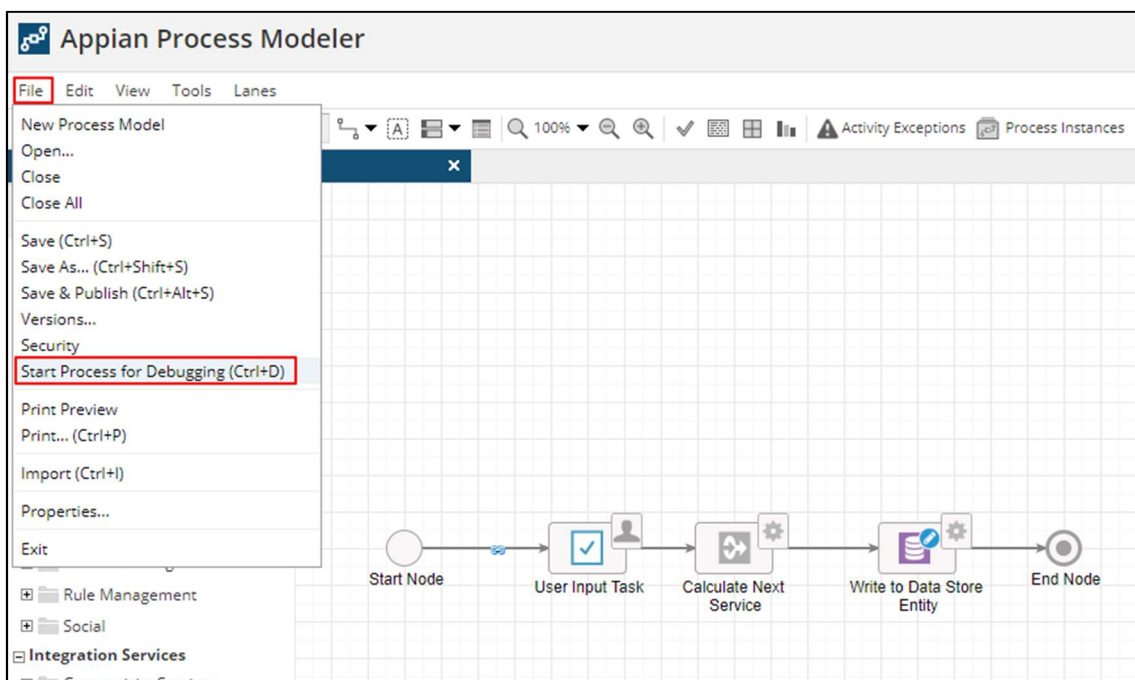 Appian Process Modeler
File Edit View Tools Lanes
100% Activity Exceptions Process Instances
New Process Model
Open...
Close
Close All
Save (Ctrl+S)
Save As... (Ctrl+Shift+S)
Save & Publish (Ctrl+Alt+S)
Versions...
Security
Start Process for Debugging (Ctrl+D)
Print Preview
Print... (Ctrl+P)
Import (Ctrl+I)
Properties...
Exit
Rule Management
Social
Integration Services
Start Node
User Input Task
Calculate Next
Service
Write to Data Store
Entity
End Node